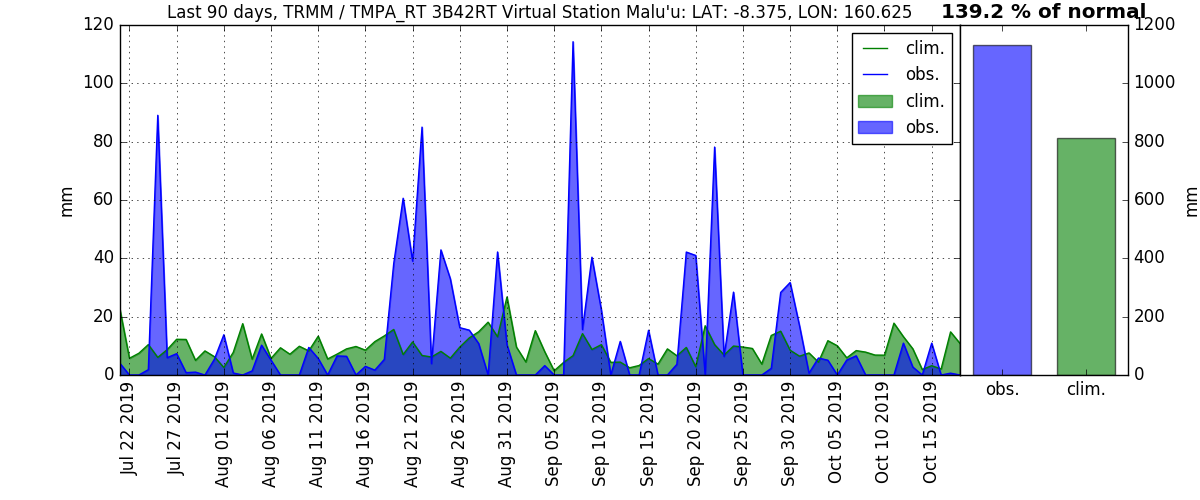 Last 90 days, TRMM / TMPA_RT 3B42RT Virtual Station Malu'u: LAT: -8.375, LON: 160.625
139.2 % of normal
120
100
80
60
40
20
0
mm
clim.
obs.
clim.
obs.
1200
1000
800
600
400
200
0
mm
Jul 22 2019
Jul 27 2019
Aug 01 2019
Aug 06 2019
Aug 11 2019
Aug 16 2019
Aug 21 2019
Aug 26 2019
Aug 31 2019
Sep 05 2019
Sep 10 2019
Sep 15 2019
Sep 20 2019
Sep 25 2019
Sep 30 2019
Oct 05 2019
Oct 10 2019
Oct 15 2019
obs.
clim.